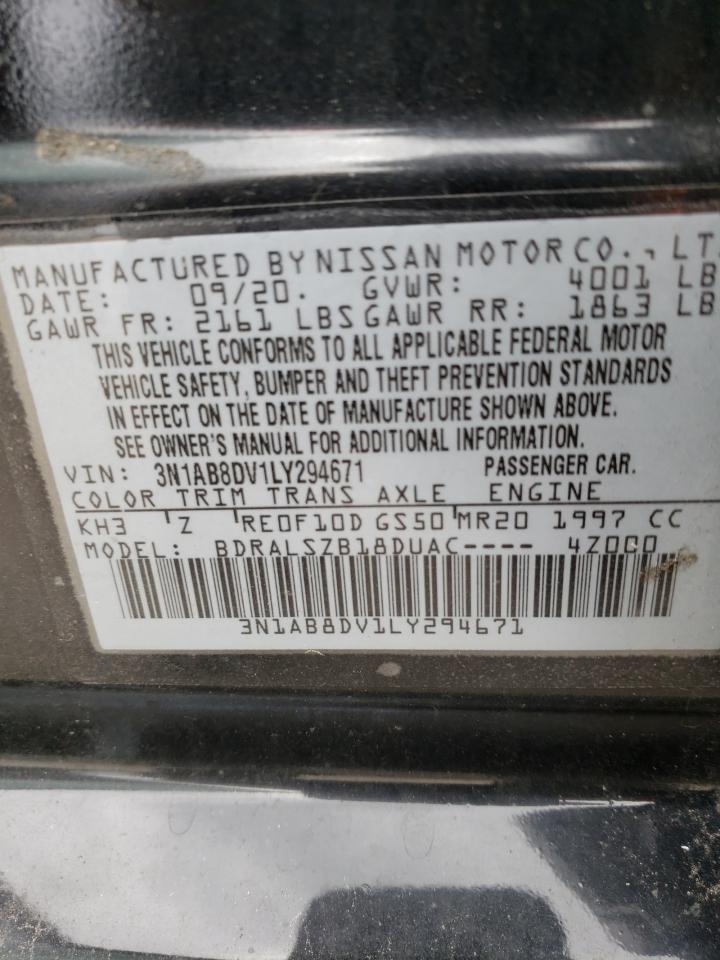 MANUFACTURED BY NISSAN MOTOR CO., LT.
DATE: 09/20. GVWR: 4001 LB
GAWR FR: 2161 LBS GAWR RR: 1863 LB
THIS VEHICLE CONFORMS TO ALL APPLICABLE FEDERAL MOTOR
VEHICLE SAFETY, BUMPER AND THEFT PREVENTION STANDARDS
IN EFFECT ON THE DATE OF MANUFACTURE SHOWN ABOVE.
SEE OWNER'S MANUAL FOR ADDITIONAL INFORMATION.
VIN: 3N1AB8DV1LY294671 PASSENGER CAR.
COLOR TRIM TRANS AXLE ENGINE
KH3 Z RE0F10D GS50 MR20 1997 CC
MODEL: BDRALSZB18DUAC---- 4Z000
3N1AB8DV1LY294671